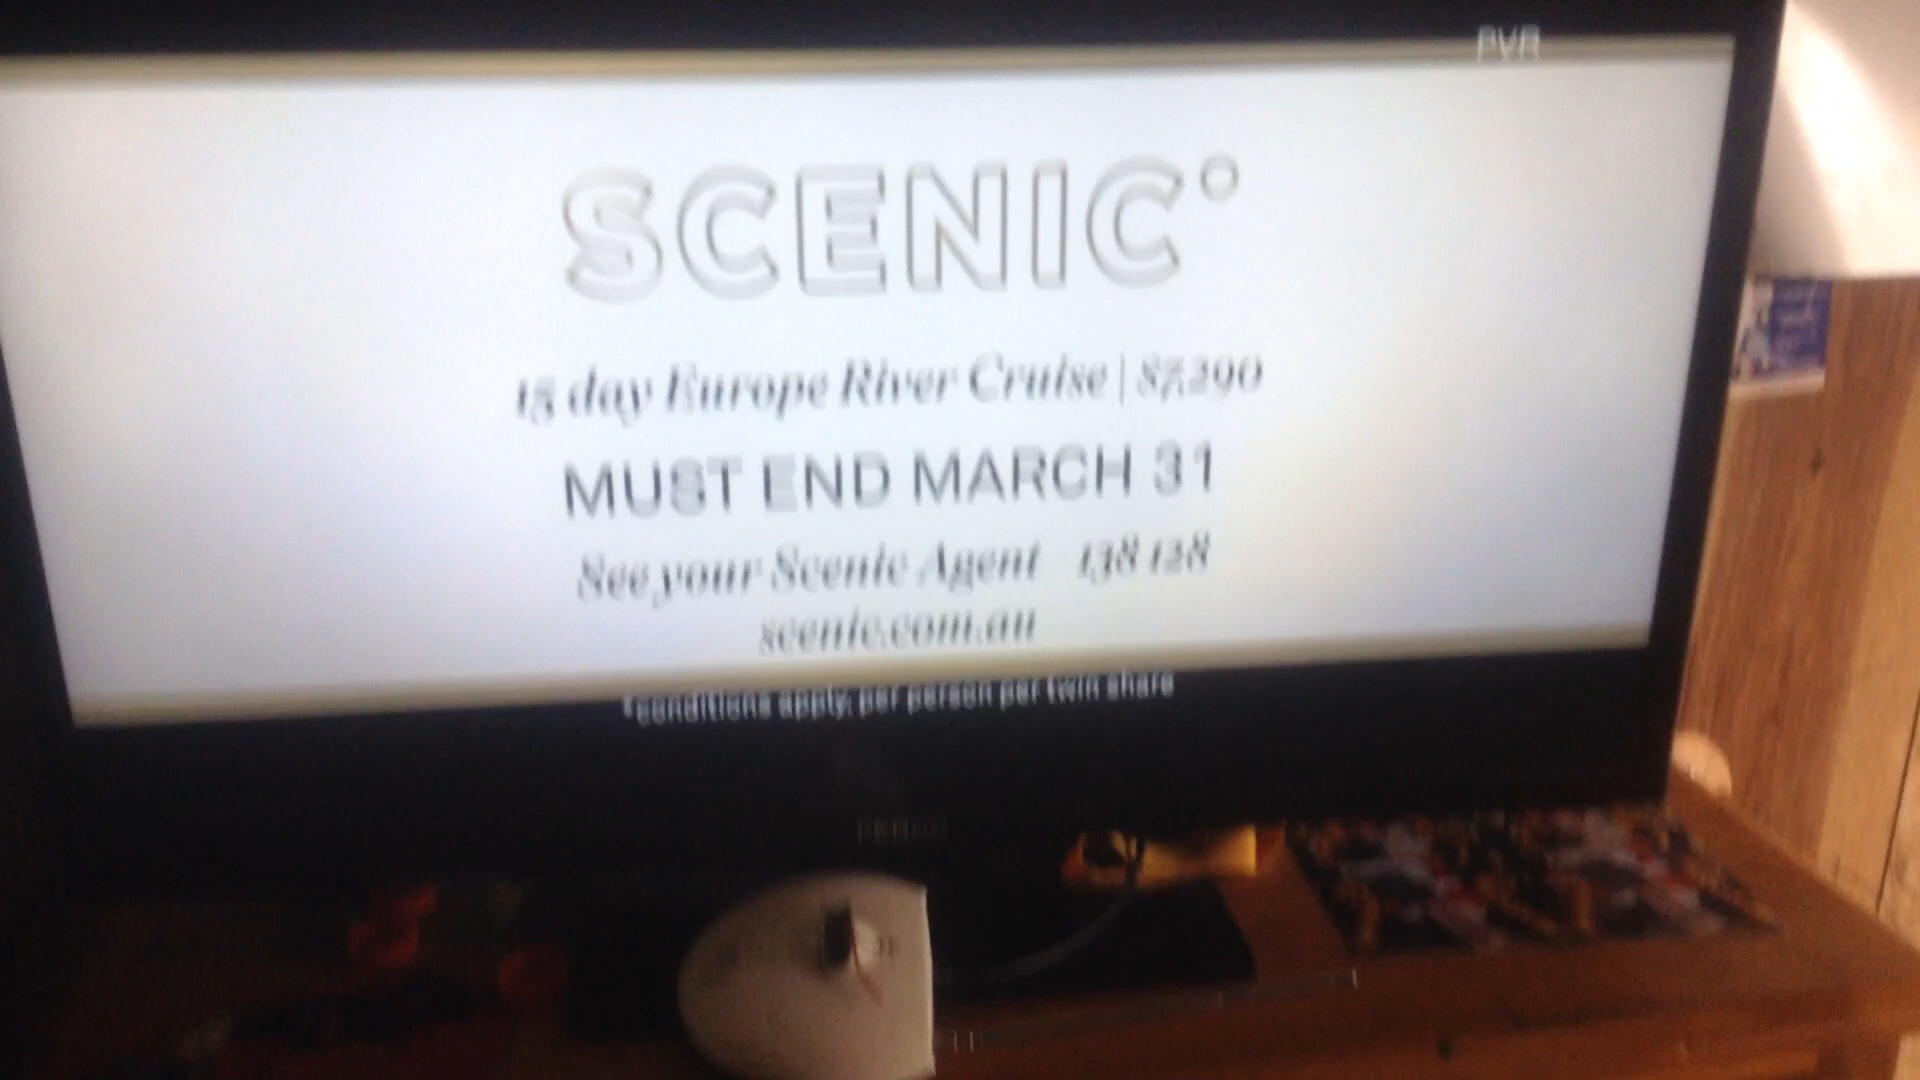 PVR
SCENIC°
15 day Europe River Cruise | $7,290
MUST END MARCH 31
See your Scenic Agent 138 128
scenic.com.au
*conditions apply, per person per twin share